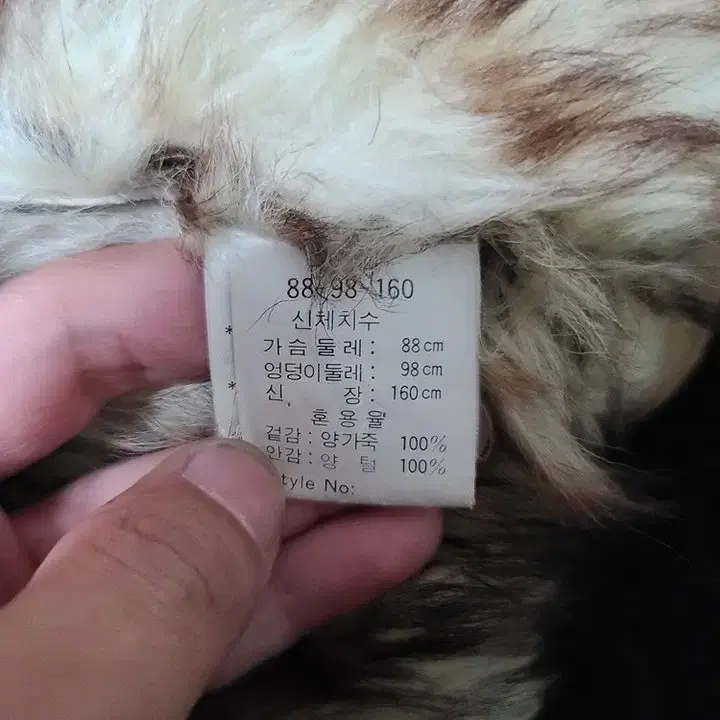 88-98-160
신체치수
* 가슴둘레: 88cm
엉덩이둘레: 98cm
* 신 장: 160cm
혼용율
겉감: 양가죽 100%
안감: 양 털 100%
tyle No: